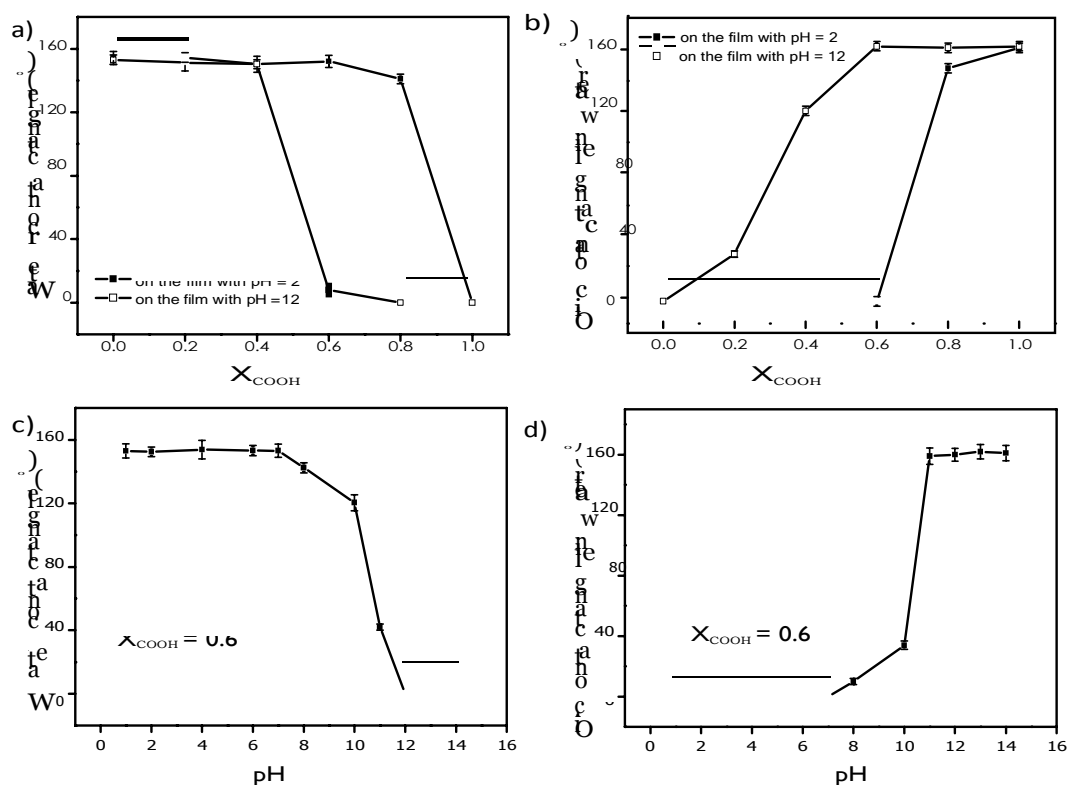 a)
160
120
80
40
0
on the film with pH = 2
on the film with pH =12
0.0 0.2 0.4 0.6 0.8 1.0
XCOOH
b)
160
120
80
40
0
on the film with pH = 2
on the film with pH = 12
0.0 0.2 0.4 0.6 0.8 1.0
XCOOH
c)
160
120
80
40
0
XCOOH = 0.6
0 2 4 6 8 10 12 14 16
pH
d)
160
120
80
40
0
XCOOH = 0.6
0 2 4 6 8 10 12 14 16
pH